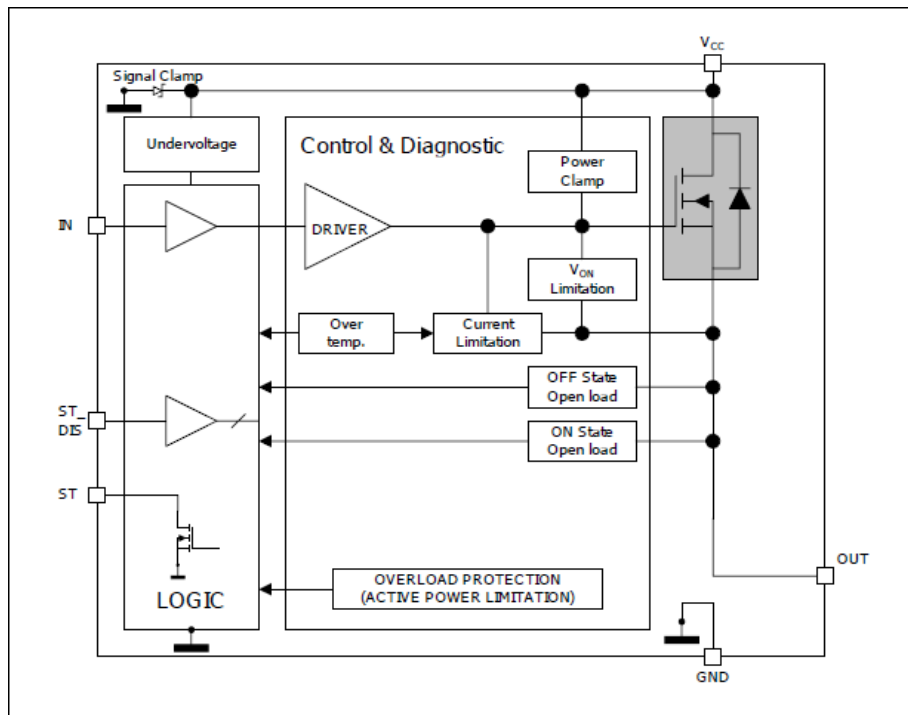 VCC
Signal Clamp
Undervoltage
Control & Diagnostic
Power
Clamp
IN
DRIVER
VON
Limitation
Over
temp.
Current
Limitation
OFF State
Open load
ST_
DIS
ON State
Open load
ST
OVERLOAD PROTECTION
(ACTIVE POWER LIMITATION)
LOGIC
OUT
GND